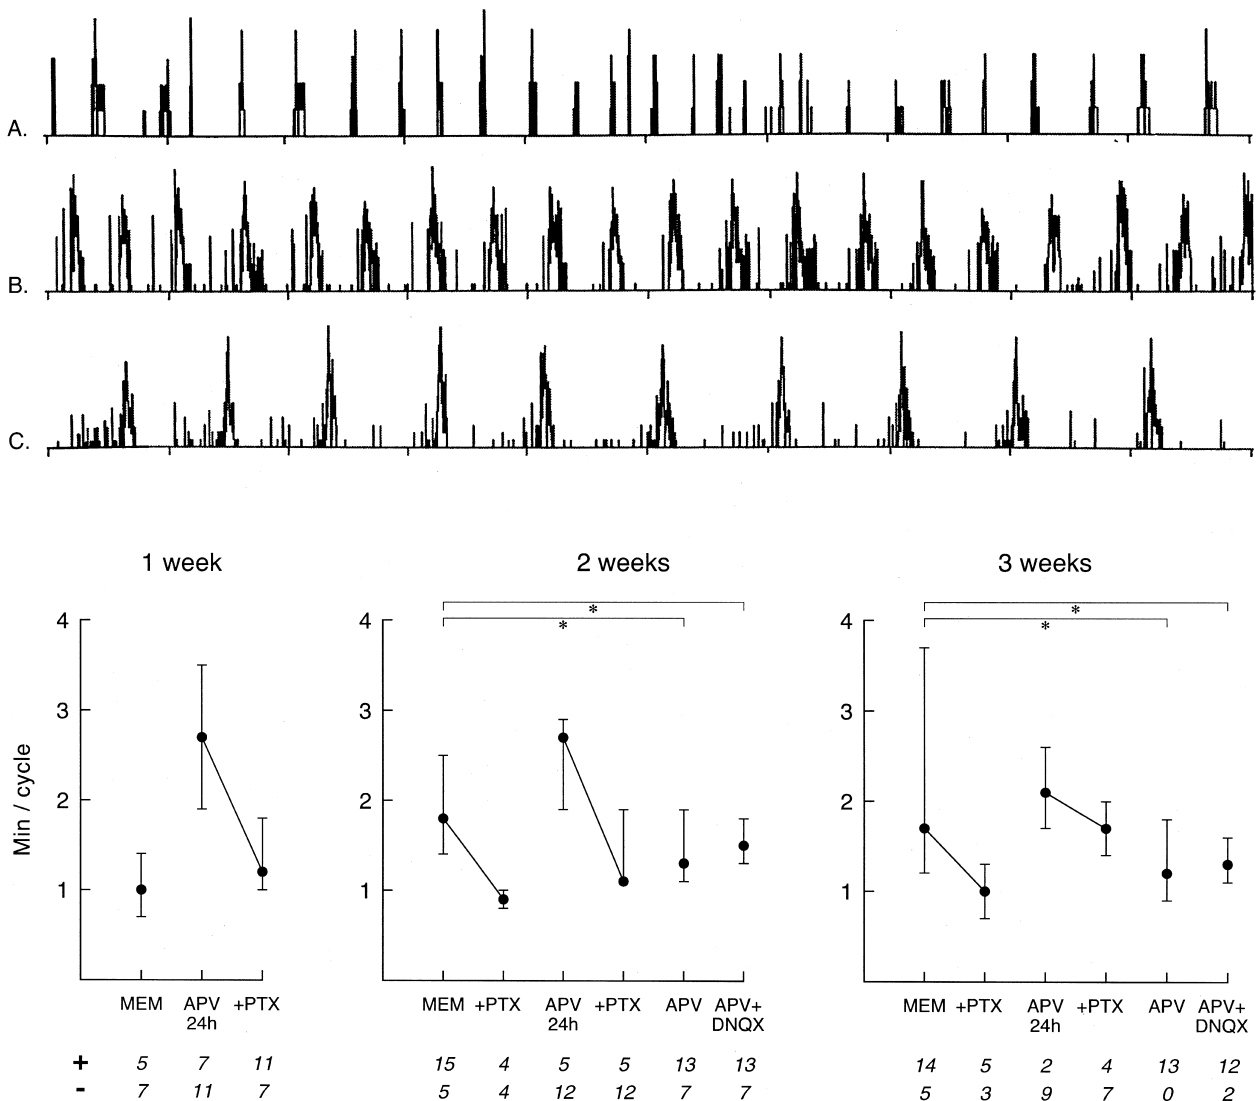 A.
B.
C.
1 week 2 weeks 3 weeks
* *
* *
4 4 4
3 3 3
2 2 2
1 1 1
Min / cycle
MEM APV +PTX MEM +PTX APV +PTX APV APV+ MEM +PTX APV +PTX APV APV+
24h 24h DNQX 24h DNQX
+ 5 7 11 15 4 5 5 13 13 14 5 2 4 13 12
- 7 11 7 5 4 12 12 7 7 5 3 9 7 0 2